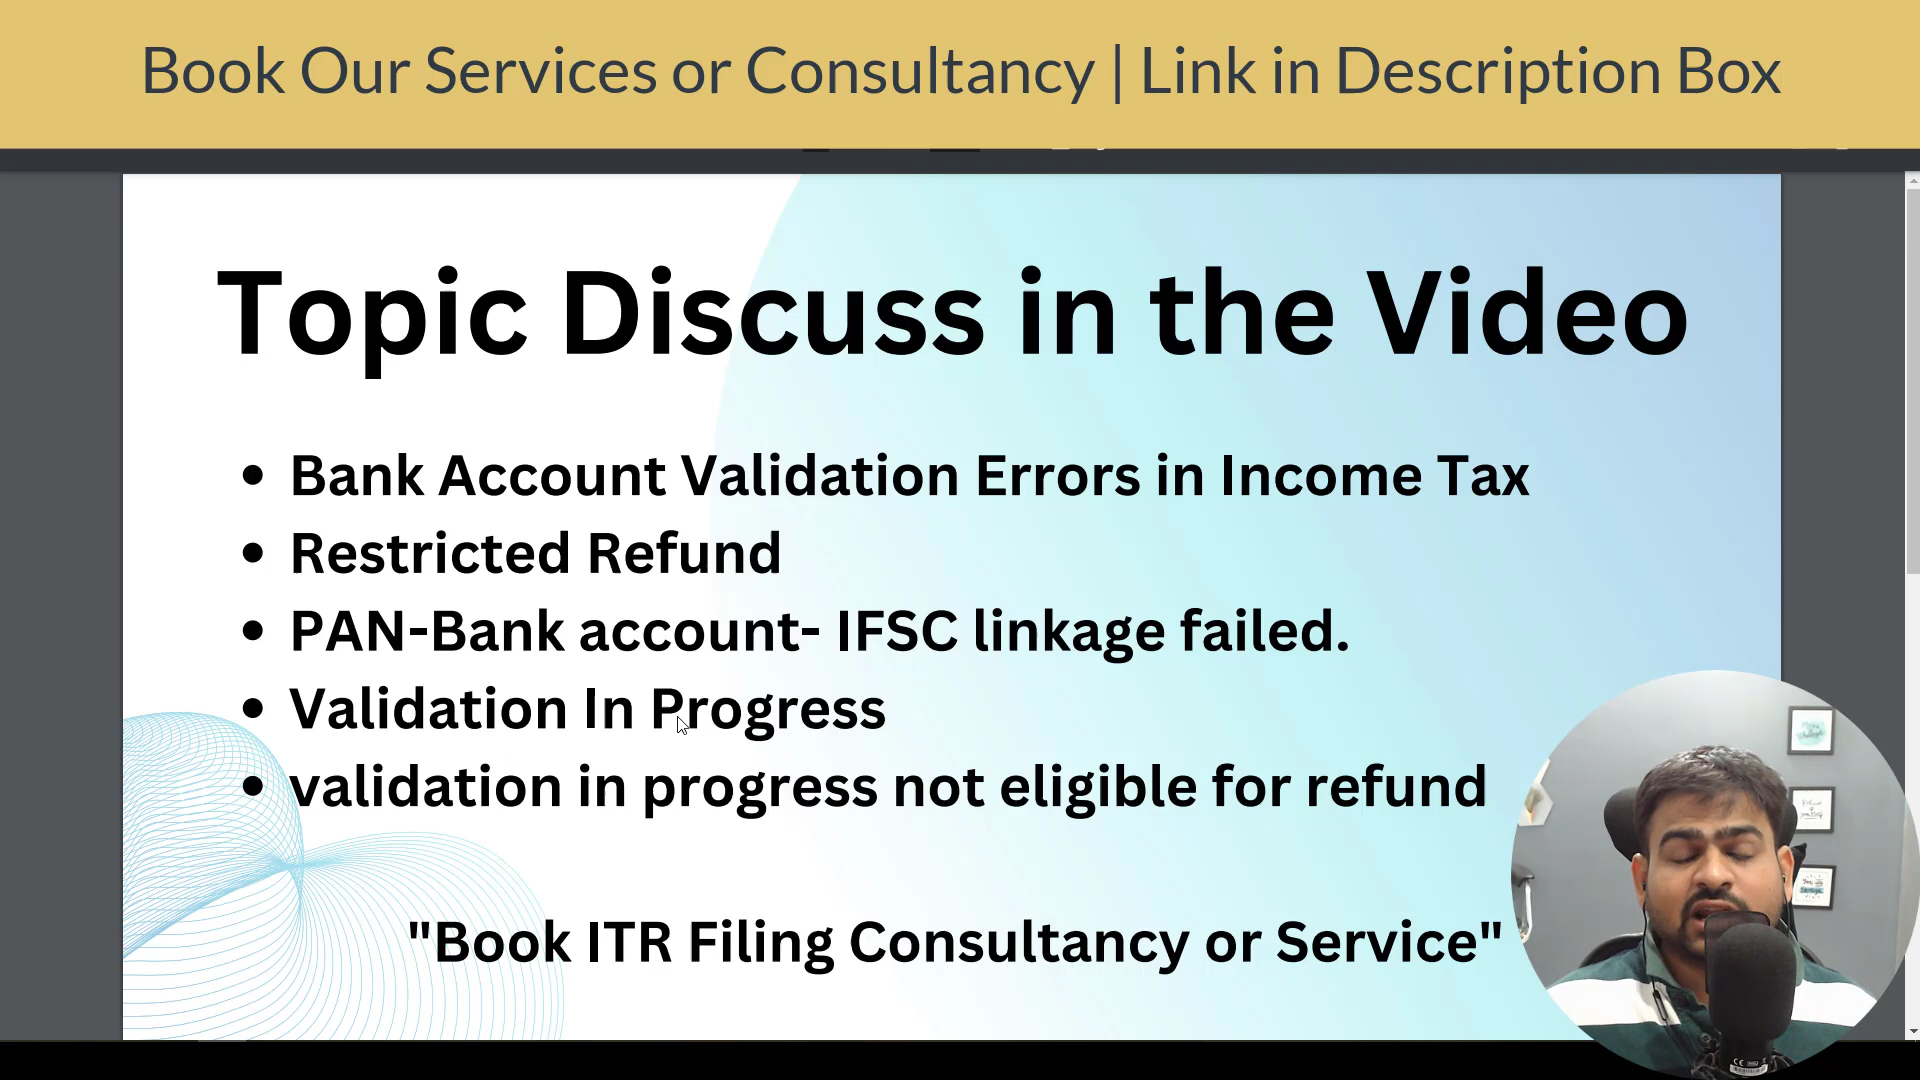 Book Our Services or Consultancy | Link in Description Box
Topic Discuss in the Video
• Bank Account Validation Errors in Income Tax
• Restricted Refund
• PAN-Bank account- IFSC linkage failed.
• Validation In Progress
• validation in progress not eligible for refund
"Book ITR Filing Consultancy or Service"